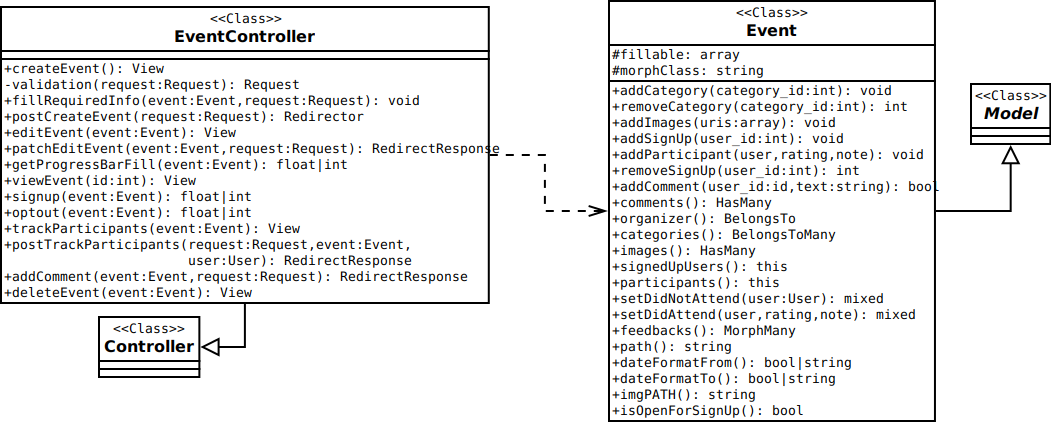 <<Class>>
EventController
+createEvent(): View
-validation(request:Request): Request
+fillRequiredInfo(event:Event,request:Request): void
+postCreateEvent(request:Request): Redirector
+editEvent(event:Event): View
+patchEditEvent(event:Event,request:Request): RedirectResponse
+getProgressBarFill(event:Event): float|int
+viewEvent(id:int): View
+signup(event:Event): float|int
+optout(event:Event): float|int
+trackParticipants(event:Event): View
+postTrackParticipants(request:Request,event:Event,
user:User): RedirectResponse
+addComment(event:Event,request:Request): RedirectResponse
+deleteEvent(event:Event): View
<<Class>>
Controller
<<Class>>
Event
#fillable: array
#morphClass: string
+addCategory(category_id:int): void
+removeCategory(category_id:int): int
+addImages(uris:array): void
+addSignUp(user_id:int): void
+addParticipant(user,rating,note): void
+removeSignUp(user_id:int): int
+addComment(user_id:id,text:string): bool
+comments(): HasMany
+organizer(): BelongsTo
+categories(): BelongsToMany
+images(): HasMany
+signedUpUsers(): this
+participants(): this
+setDidNotAttend(user:User): mixed
+setDidAttend(user,rating,note): mixed
+feedbacks(): MorphMany
+path(): string
+dateFormatFrom(): bool|string
+dateFormatTo(): bool|string
+imgPATH(): string
+isOpenForSignUp(): bool
<<Class>>
Model